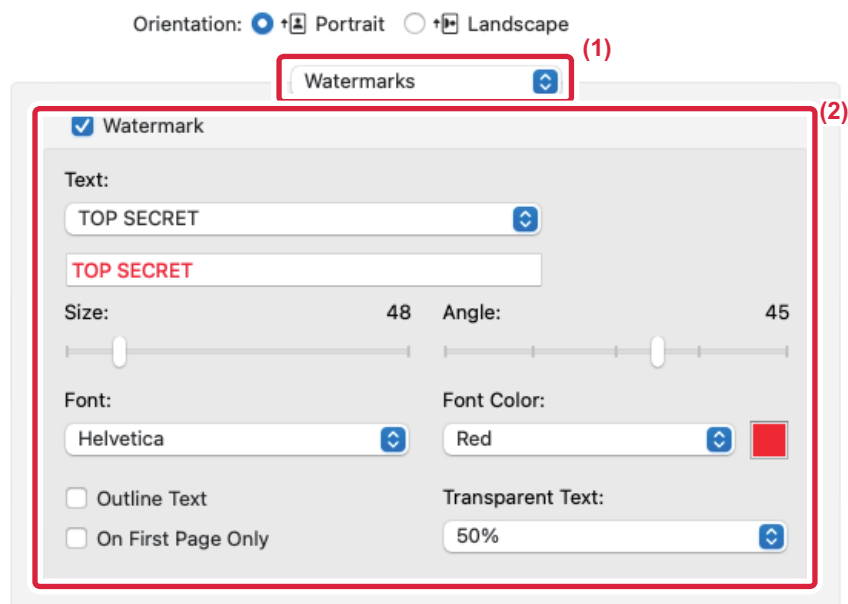 Orientation: Portrait Landscape
(1)
Watermarks
(2)
Watermark
Text:
TOP SECRET
TOP SECRET
Size: 48 Angle: 45
Font: Font Color:
Helvetica Red
Outline Text Transparent Text:
On First Page Only 50%